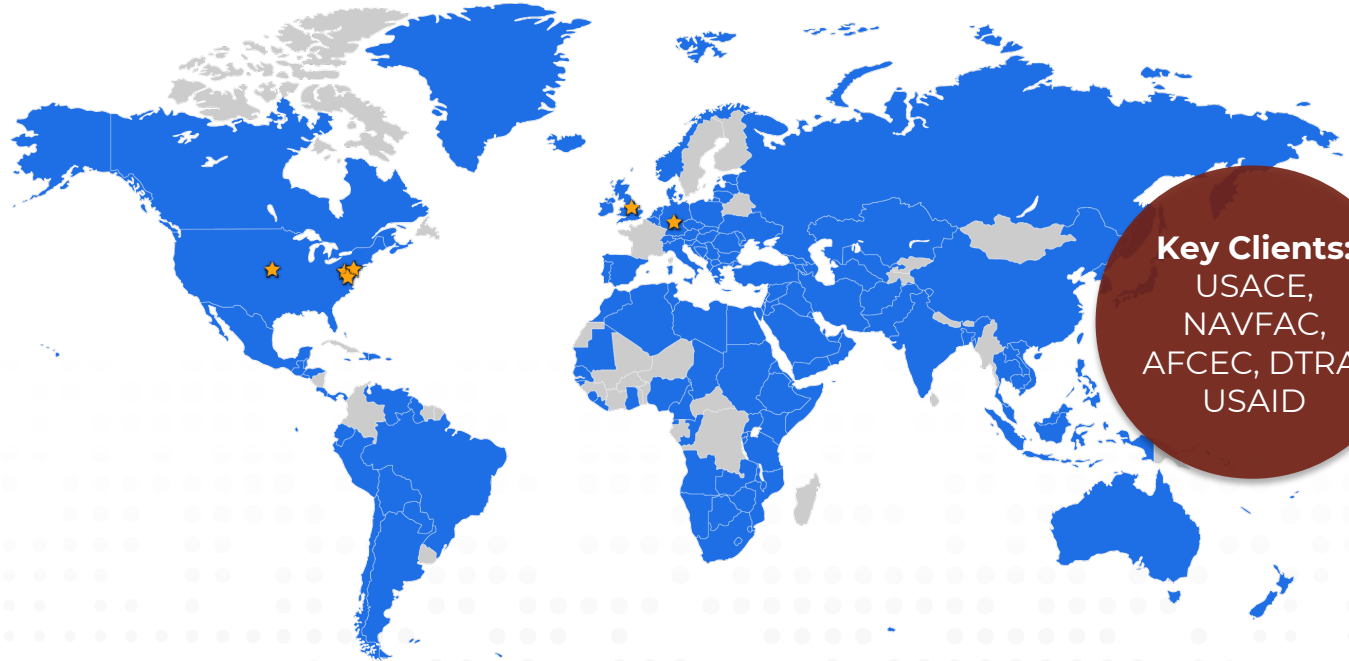 Key Clients:
USACE,
NAVFAC,
AFCEC, DTRA
USAID